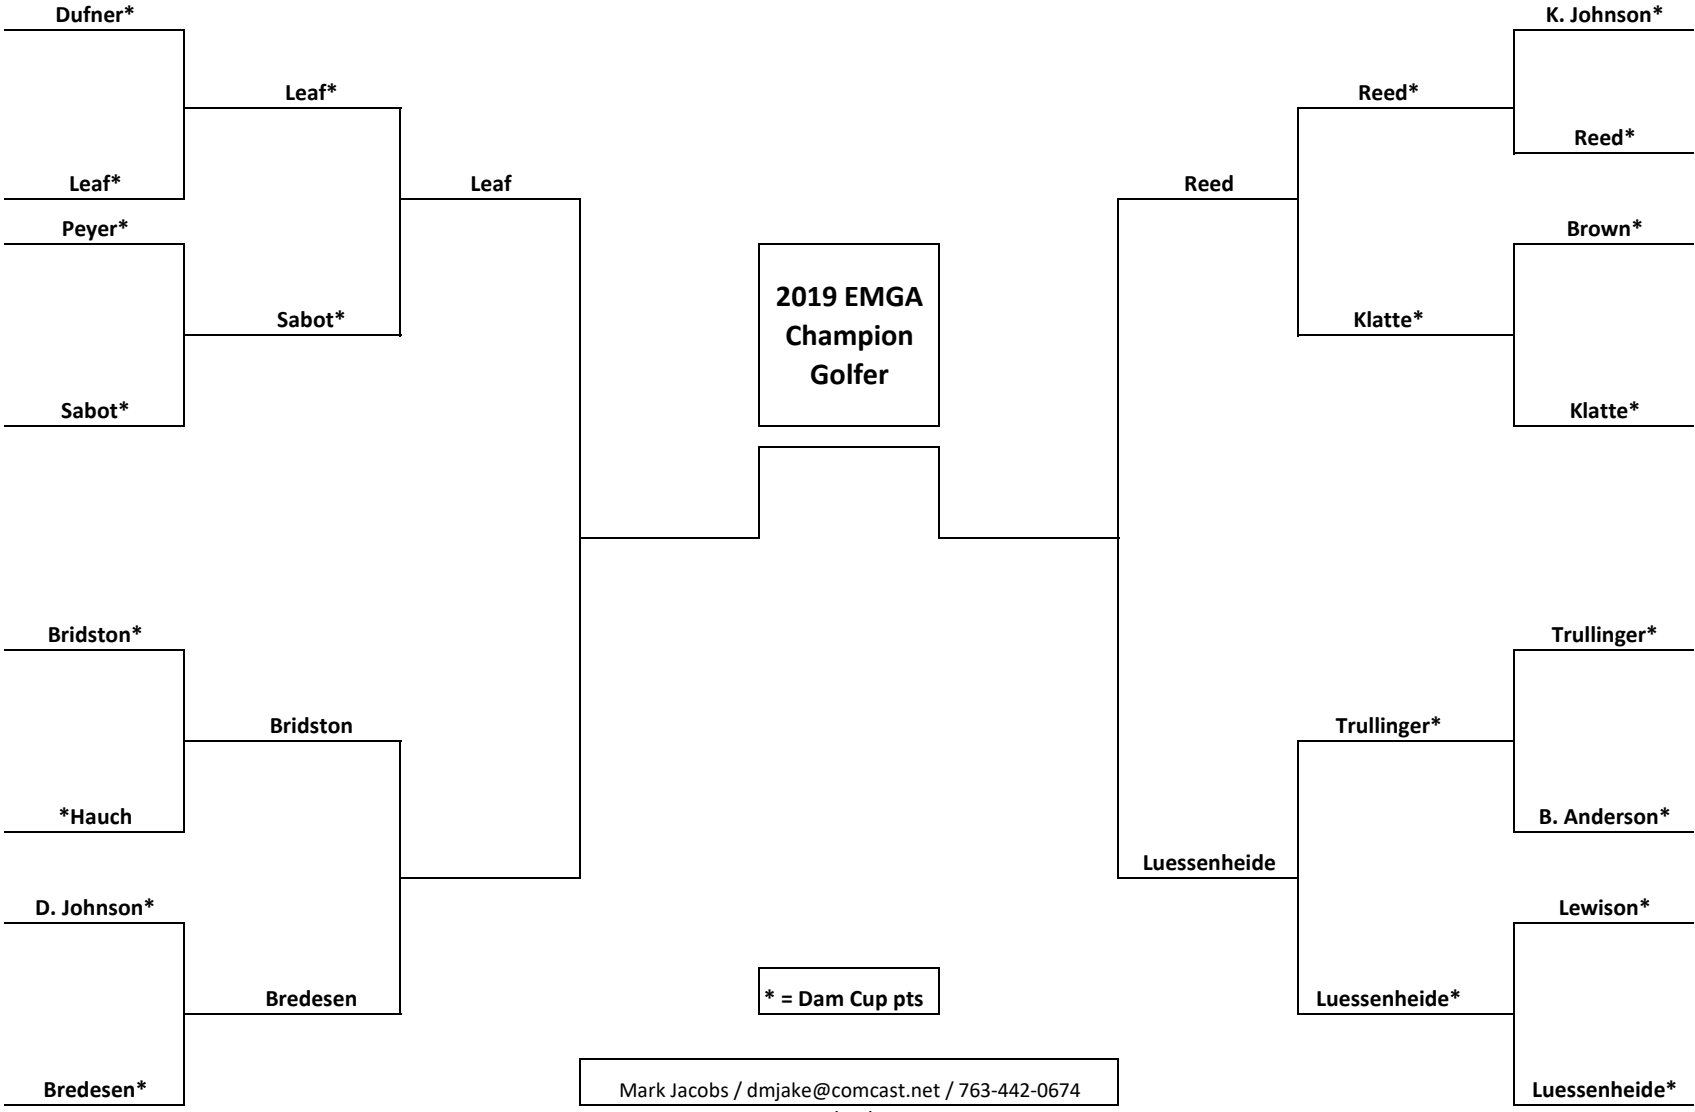 Dufner*
K. Johnson*
Leaf*
Reed*
Reed*
Leaf*
Leaf
Reed
Peyer*
Brown*
2019 EMGA
Champion
Golfer
Sabot*
Klatte*
Sabot*
Klatte*
Bridston*
Trullinger*
Bridston
Trullinger*
*Hauch
B. Anderson*
Luessenheide
D. Johnson*
Lewison*
Bredesen
* = Dam Cup pts
Luessenheide*
Bredesen*
Mark Jacobs / dmjake@comcast.net / 763-442-0674
Luessenheide*